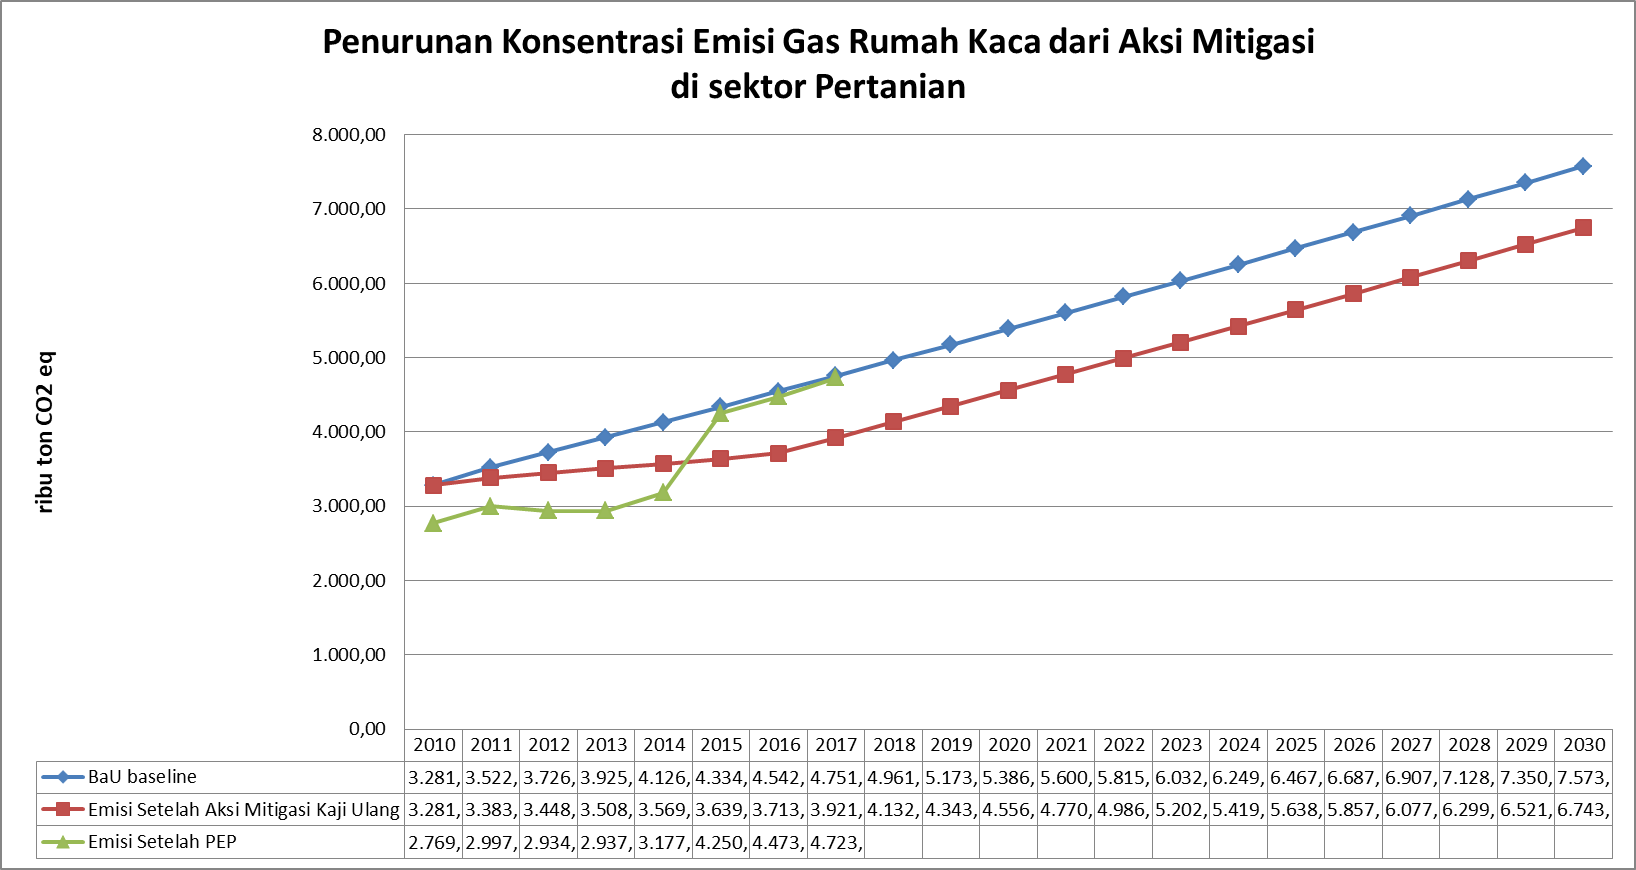 Penurunan Konsentrasi Emisi Gas Rumah Kaca dari Aksi Mitigasi
di sektor Pertanian
ribu ton CO2 eq
8.000,00
7.000,00
6.000,00
5.000,00
4.000,00
3.000,00
2.000,00
1.000,00
0,00
2010 2011 2012 2013 2014 2015 2016 2017 2018 2019 2020 2021 2022 2023 2024 2025 2026 2027 2028 2029 2030
BaU baseline 3.281, 3.522, 3.726, 3.925, 4.126, 4.334, 4.542, 4.751, 4.961, 5.173, 5.386, 5.600, 5.815, 6.032, 6.249, 6.467, 6.687, 6.907, 7.128, 7.350, 7.573,
Emisi Setelah Aksi Mitigasi Kaji Ulang 3.281, 3.383, 3.448, 3.508, 3.569, 3.639, 3.713, 3.921, 4.132, 4.343, 4.556, 4.770, 4.986, 5.202, 5.419, 5.638, 5.857, 6.077, 6.299, 6.521, 6.743,
Emisi Setelah PEP 2.769, 2.997, 2.934, 2.937, 3.177, 4.250, 4.473, 4.723,